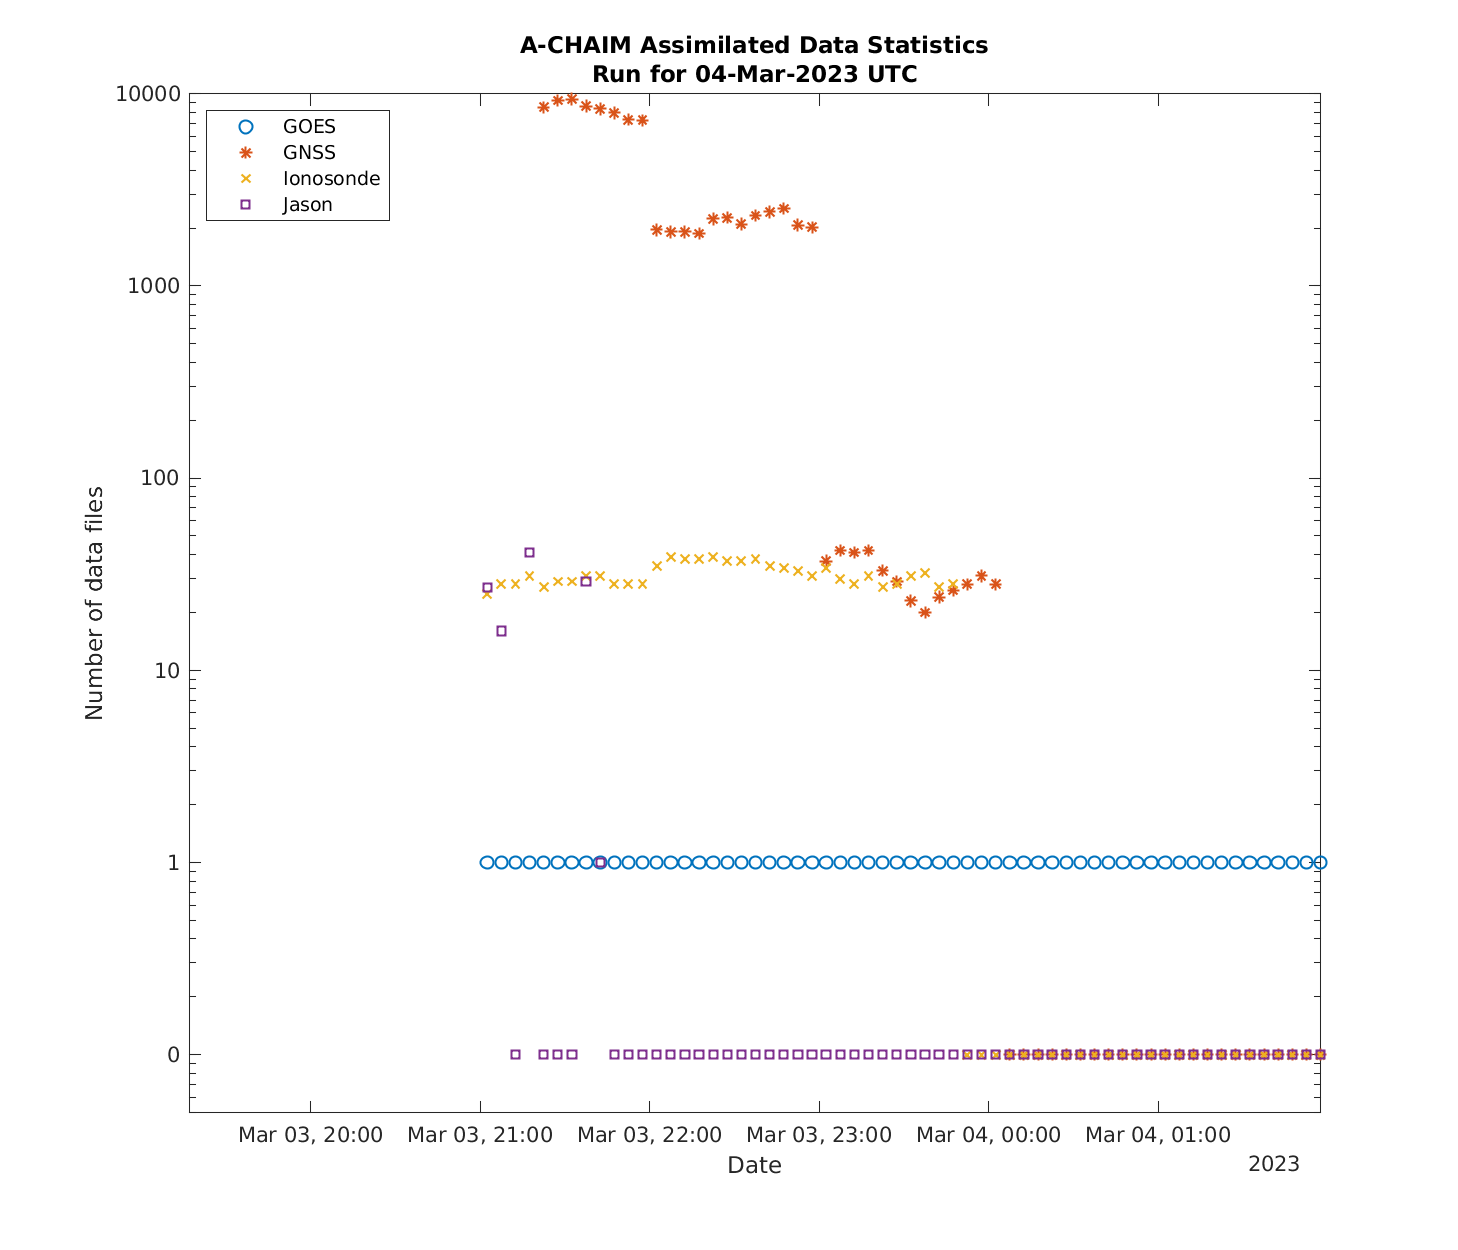 A-CHAIM Assimilated Data Statistics
Run for 04-Mar-2023 UTC
10000
1000
100
10
1
0
Number of data files
GOES
GNSS
Ionosonde
Jason
Mar 03, 20:00
Mar 03, 21:00
Mar 03, 22:00
Mar 03, 23:00
Mar 04, 00:00
Mar 04, 01:00
Date
2023